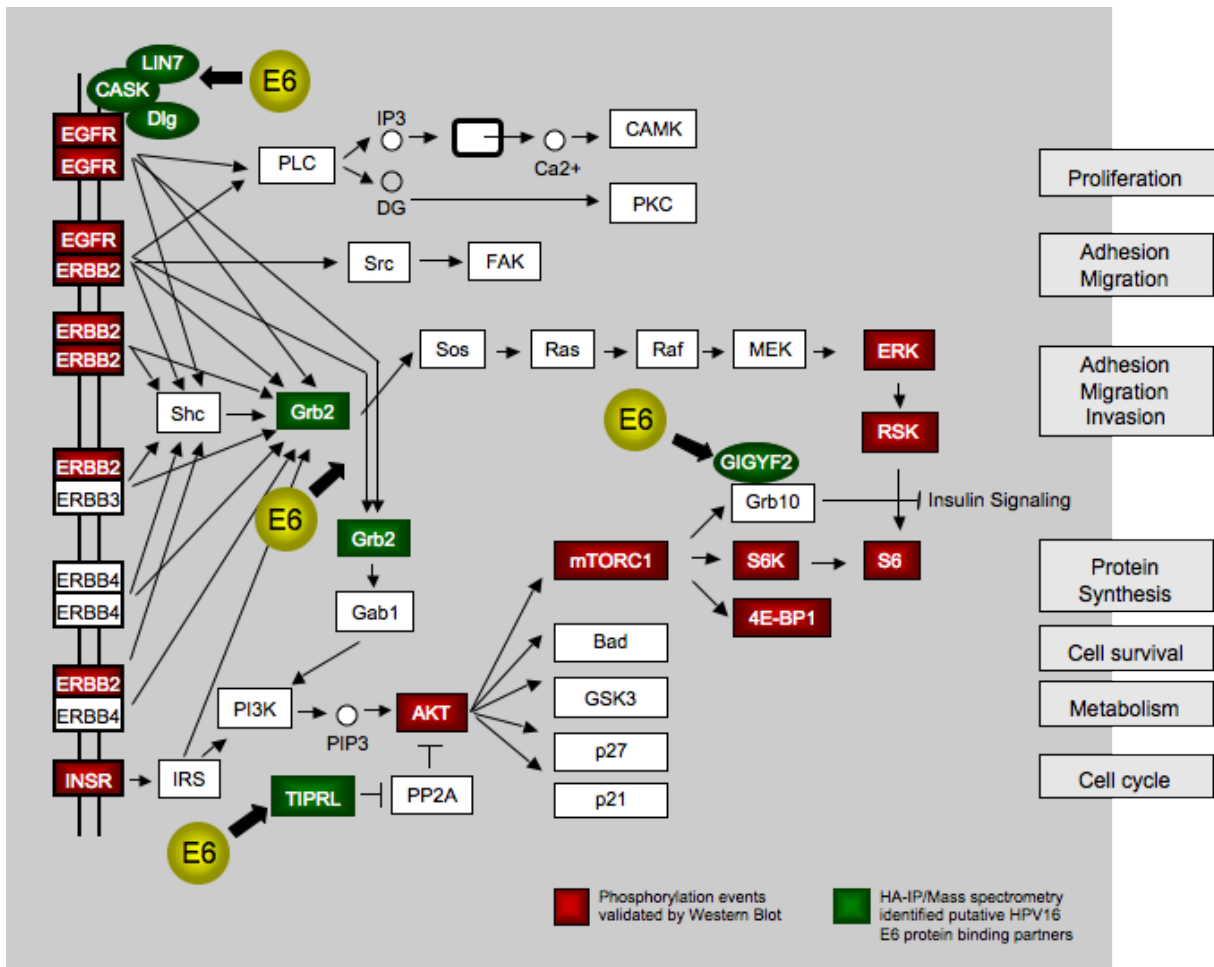 LIN7
CASK
Dlg
E6
EGFR
EGFR
PLC
IP3
DG
Ca2+
CAMK
PKC
Proliferation
EGFR
ERBB2
Src
FAK
Adhesion
Migration
ERBB2
ERBB2
Sos
Ras
Raf
MEK
ERK
Adhesion
Migration
Invasion
Shc
Grb2
E6
RSK
GIGYF2
Grb10
Insulin Signaling
ERBB2
ERBB3
E6
Grb2
mTORC1
S6K
S6
Protein
Synthesis
ERBB4
ERBB4
Gab1
4E-BP1
Bad
Cell survival
ERBB2
ERBB4
PI3K
PIP3
AKT
GSK3
Metabolism
p27
INSR
IRS
TIPRL
PP2A
p21
Cell cycle
E6
Phosphorylation events
validated by Western Blot
HA-IP/Mass spectrometry
identified putative HPV16
E6 protein binding partners